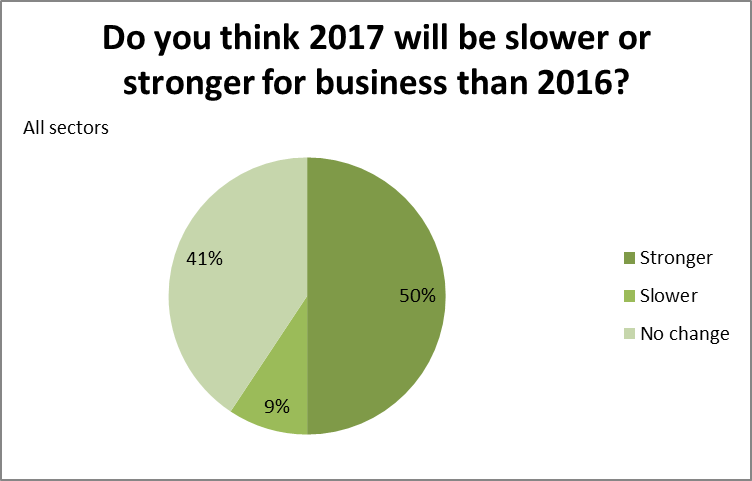 Do you think 2017 will be slower or
stronger for business than 2016?
All sectors
41%
50%
9%
Stronger
Slower
No change